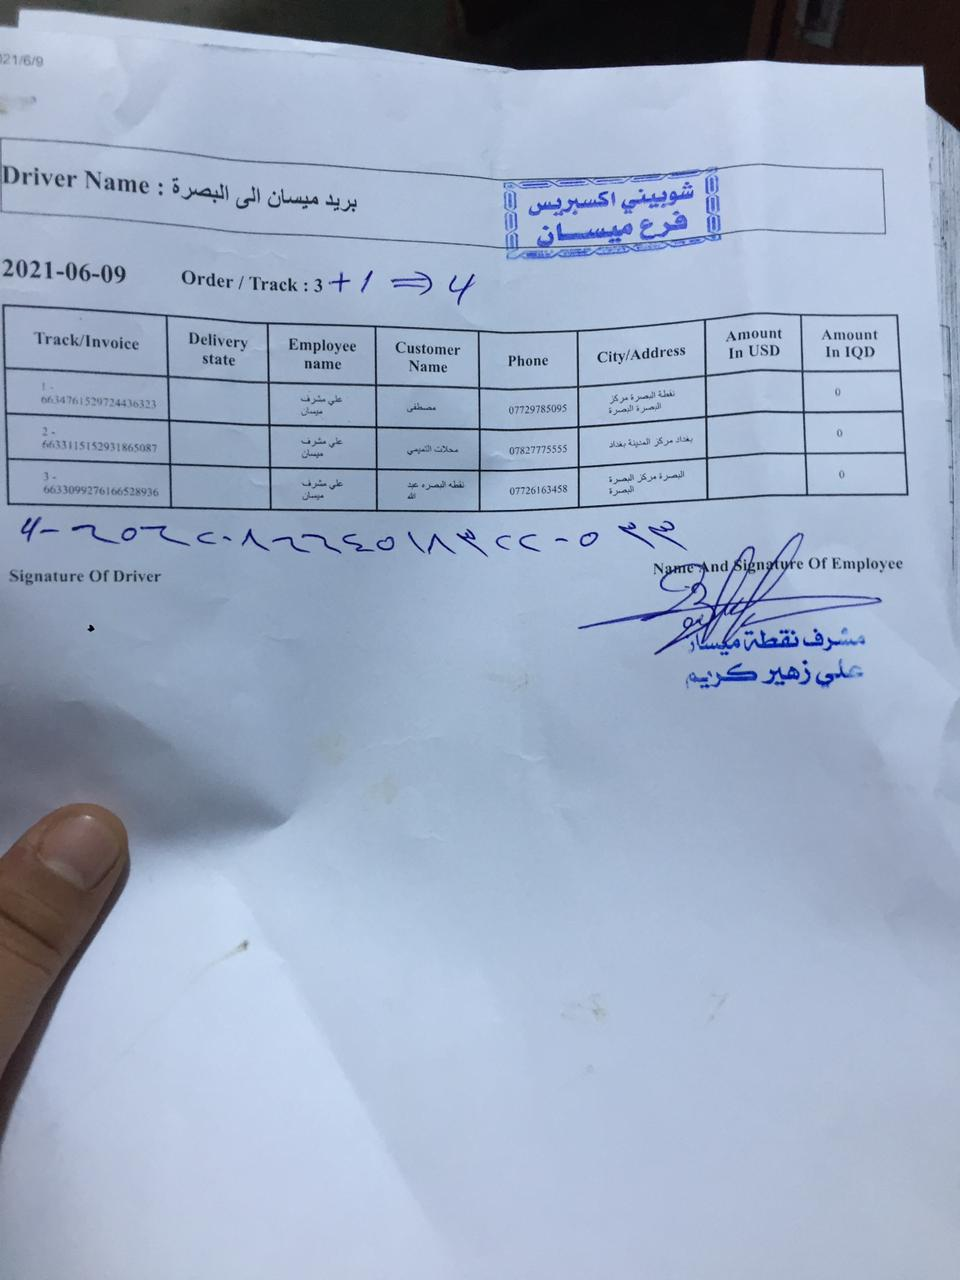 21/6/9
Driver Name : بريد ميسان الى البصرة
شوبيني اكسبريس
فرع ميسان
2021-06-09 Order / Track : 3 + 1 => 4
Track/Invoice Delivery state Employee name Customer Name Phone City/Address Amount In USD Amount In IQD
1 - 6634761529724436323 علي مشرف ميسان مصطفى 07729785095 نقطة البصرة مركز البصرة البصرة 0
2 - 6633115152931865087 علي مشرف ميسان محلات التميمي 07827775555 بغداد مركز المدينة بغداد 0
3 - 6633099276166528936 علي مشرف ميسان نقطه البصره عبد الله 07726163458 البصرة مركز البصرة البصرة 0
4-
Signature Of Driver Name And Signature Of Employee
مشرف نقطة ميسان
علي زهير كريم